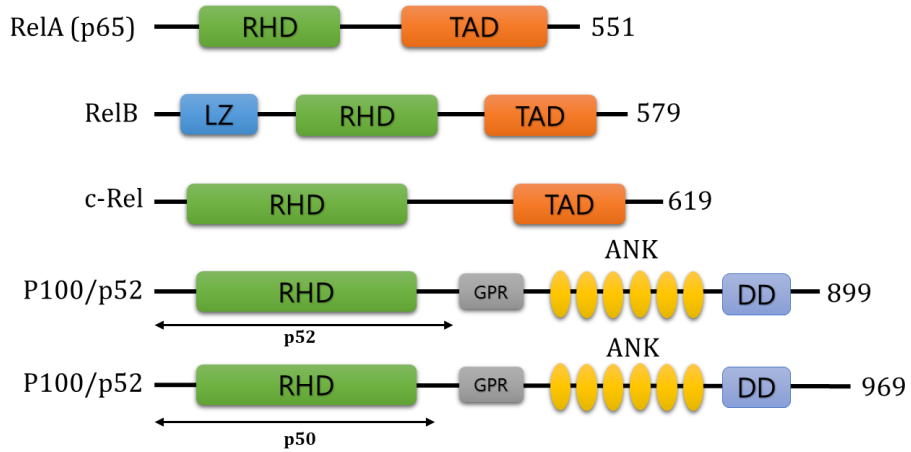 RelA (p65) RHD TAD 551
RelB LZ RHD TAD 579
c-Rel RHD TAD 619
ANK
P100/p52 RHD GPR DD 899
p52
ANK
P100/p52 RHD GPR DD 969
p50